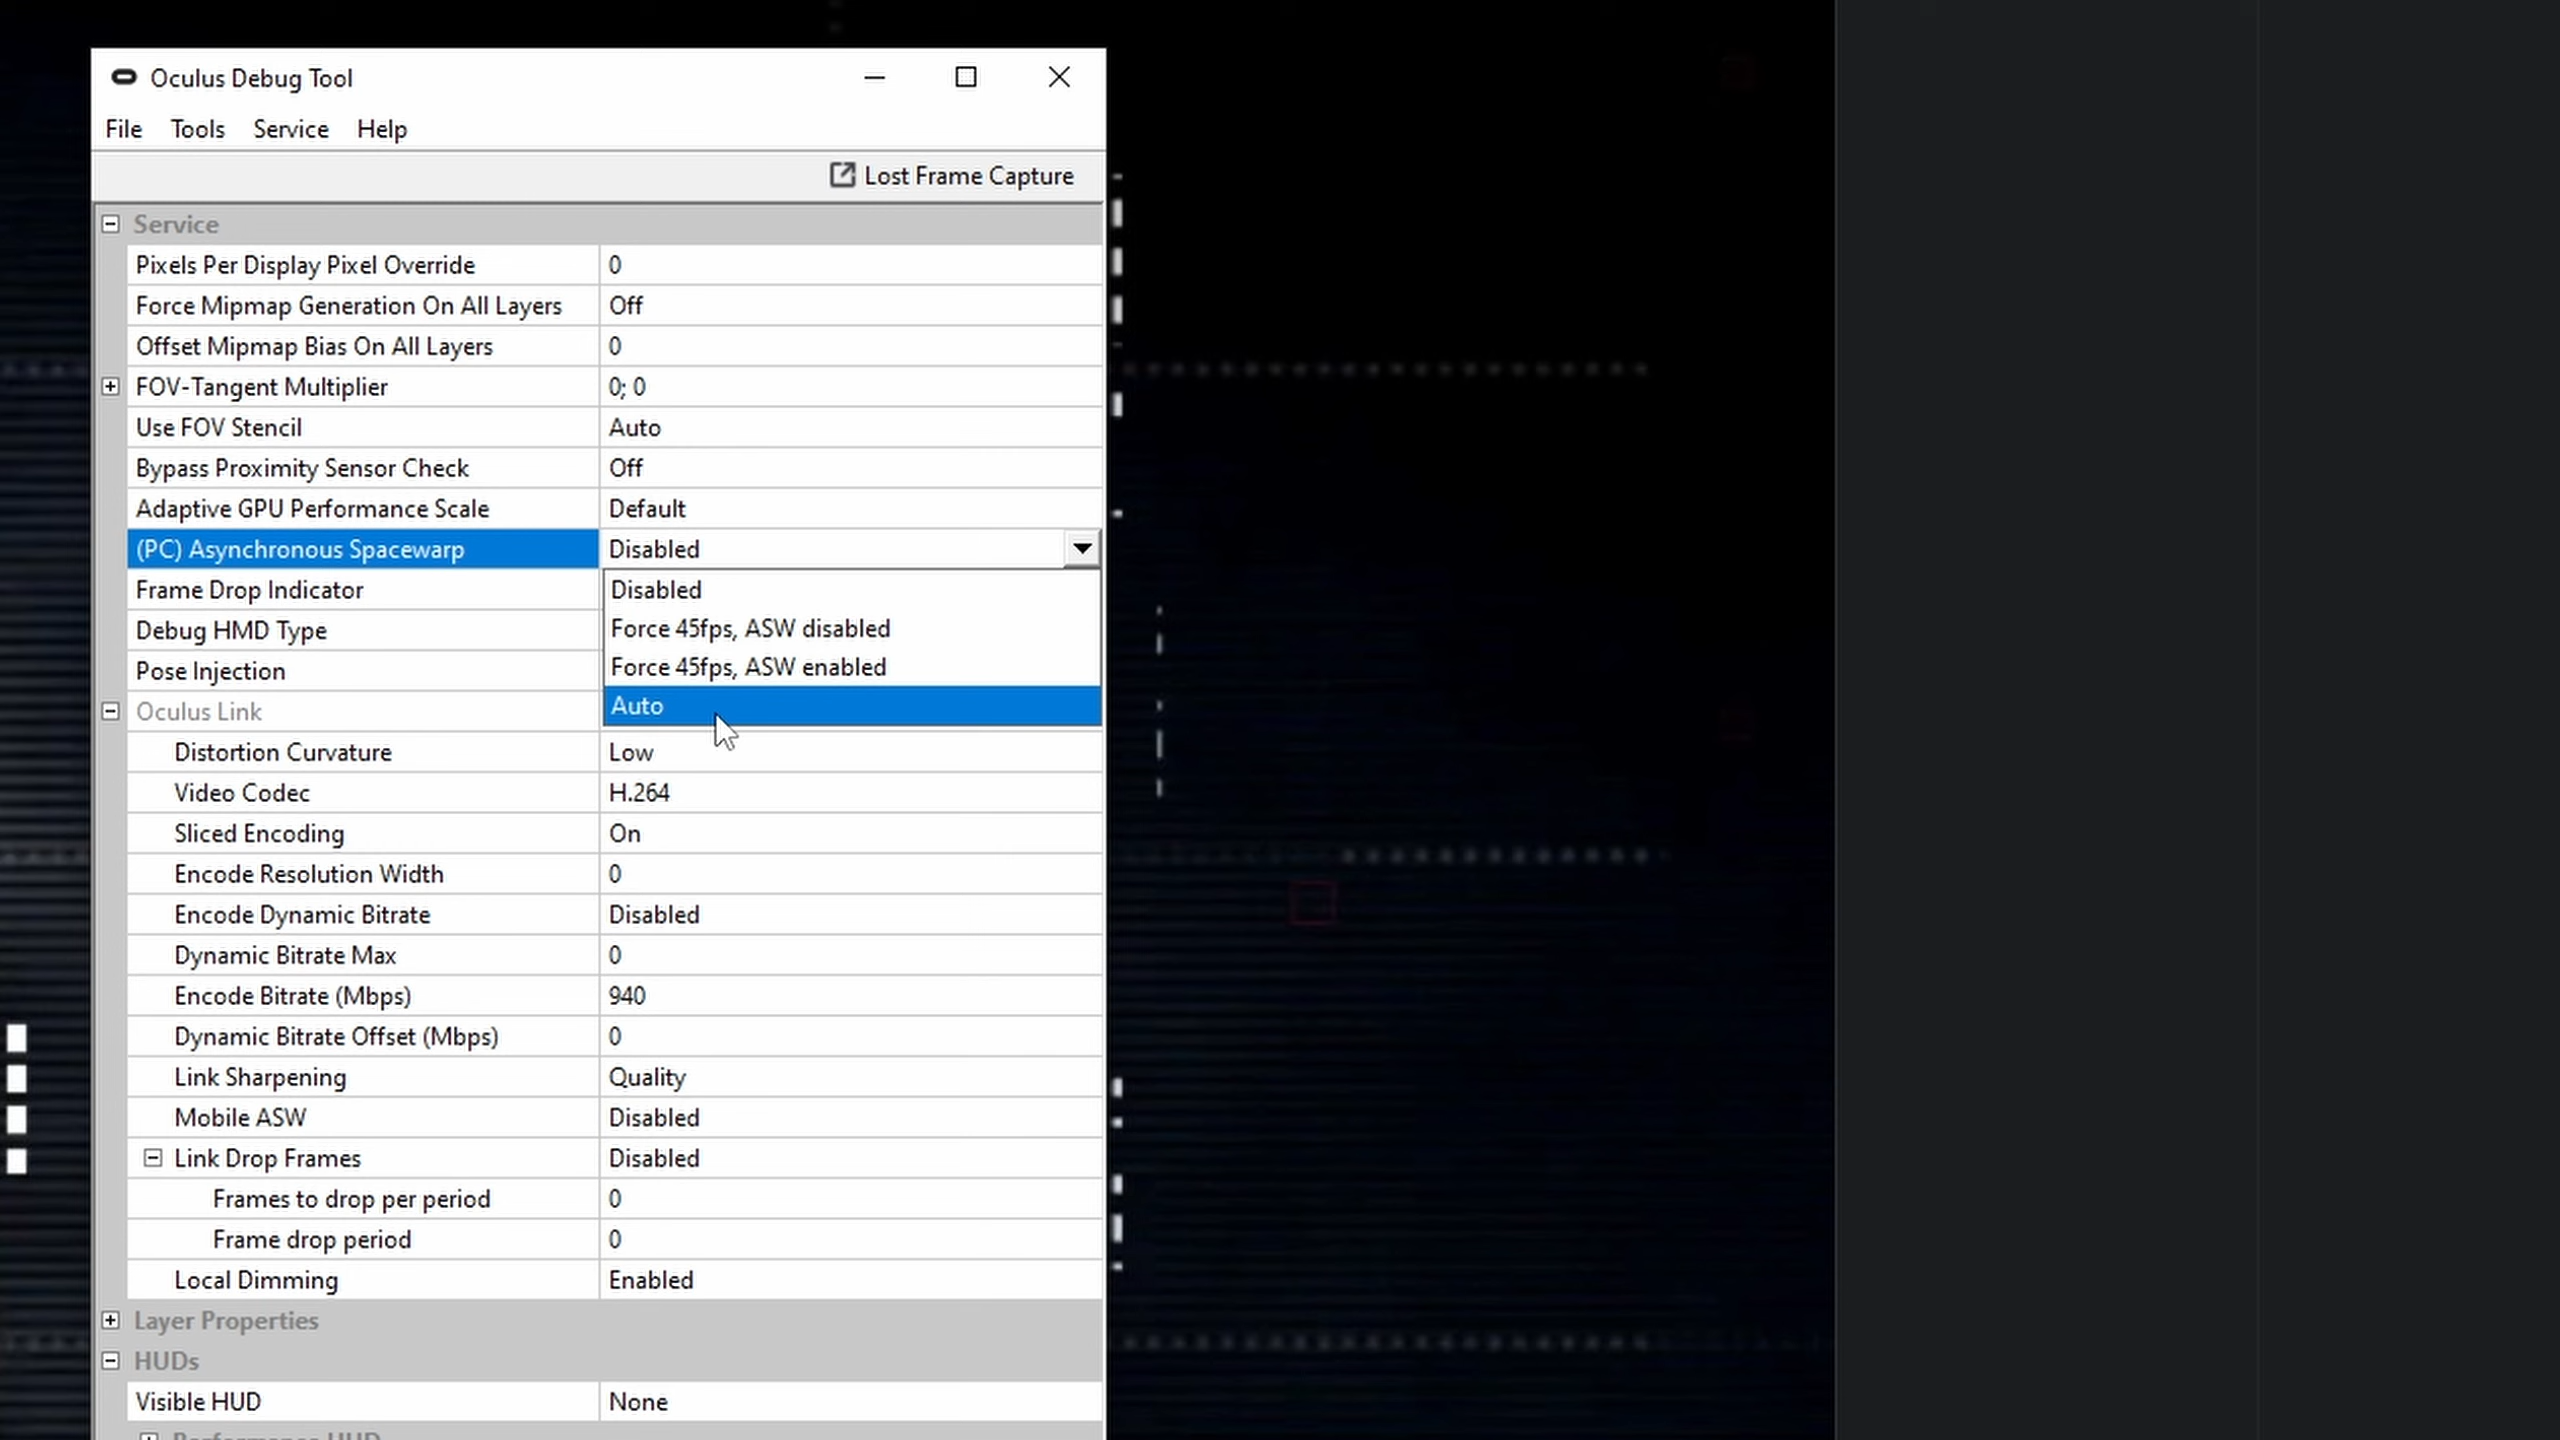 Oculus Debug Tool
File Tools Service Help
Lost Frame Capture
Service
Pixels Per Display Pixel Override 0
Force Mipmap Generation On All Layers Off
Offset Mipmap Bias On All Layers 0
FOV-Tangent Multiplier 0; 0
Use FOV Stencil Auto
Bypass Proximity Sensor Check Off
Adaptive GPU Performance Scale Default
(PC) Asynchronous Spacewarp Disabled
Frame Drop Indicator Disabled
Debug HMD Type Force 45fps, ASW disabled
Pose Injection Force 45fps, ASW enabled
Oculus Link Auto
Distortion Curvature Low
Video Codec H.264
Sliced Encoding On
Encode Resolution Width 0
Encode Dynamic Bitrate Disabled
Dynamic Bitrate Max 0
Encode Bitrate (Mbps) 940
Dynamic Bitrate Offset (Mbps) 0
Link Sharpening Quality
Mobile ASW Disabled
Link Drop Frames Disabled
Frames to drop per period 0
Frame drop period 0
Local Dimming Enabled
Layer Properties
HUDs
Visible HUD None
Performance HUD